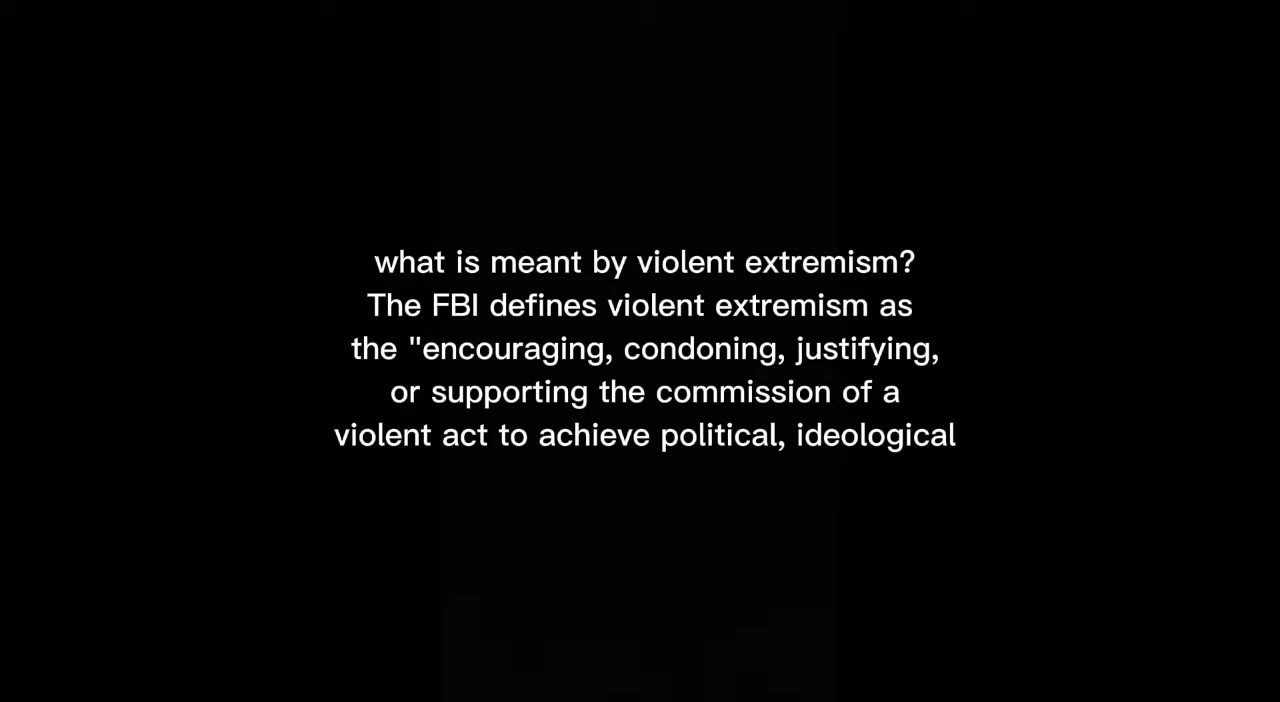 what is meant by violent extremism?
The FBI defines violent extremism as
the "encouraging, condoning, justifying,
or supporting the commission of a
violent act to achieve political, ideological